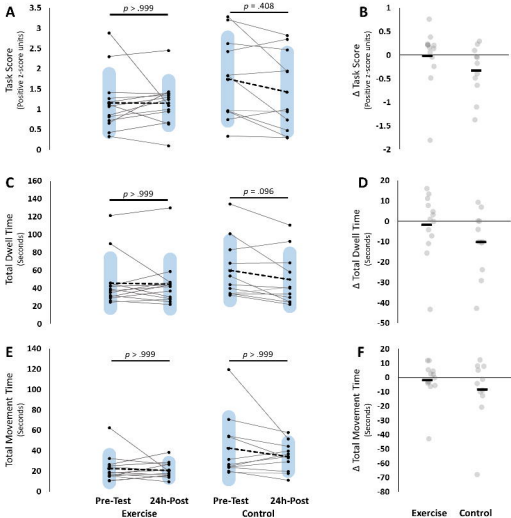 A
Task Score
(Positive z-score units)
3.5
3
2.5
2
1.5
1
0.5
0
p > .999
p = .408
B
Δ Task Score
(Positive z-score units)
1
0.5
0
-0.5
-1
-1.5
-2
C
Total Dwell Time
(Seconds)
160
140
120
100
80
60
40
20
0
p > .999
p = .096
D
Δ Total Dwell Time
(Seconds)
20
10
0
-10
-20
-30
-40
-50
E
Total Movement Time
(Seconds)
140
120
100
80
60
40
20
0
p > .999
p > .999
Pre-Test 24h-Post Pre-Test 24h-Post
Exercise Control
F
Δ Total Movement Time
(Seconds)
20
10
0
-10
-20
-30
-40
-50
-60
-70
-80
Exercise Control